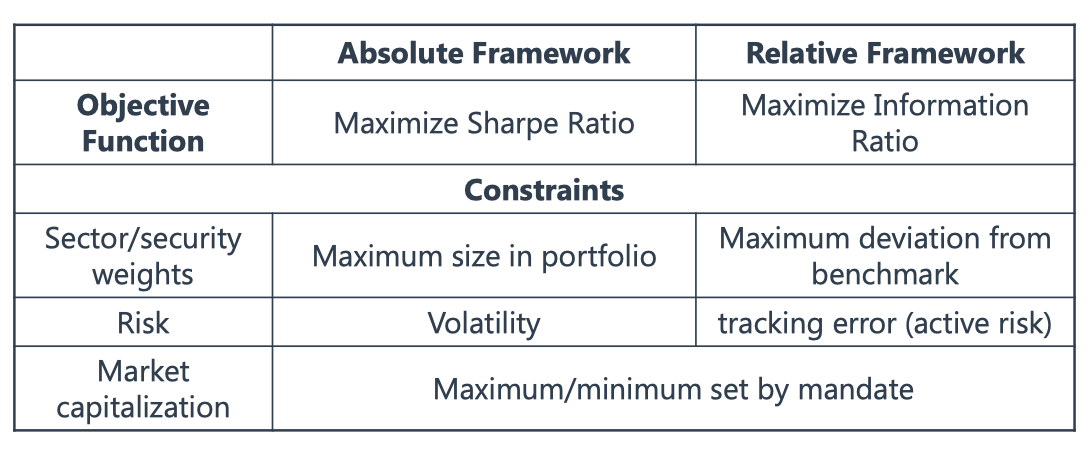 Absolute Framework
Relative Framework
Objective
Function
Maximize Sharpe Ratio
Maximize Information
Ratio
Constraints
Sector/security
weights
Maximum size in portfolio
Maximum deviation from
benchmark
Risk
Volatility
tracking error (active risk)
Market
capitalization
Maximum/minimum set by mandate